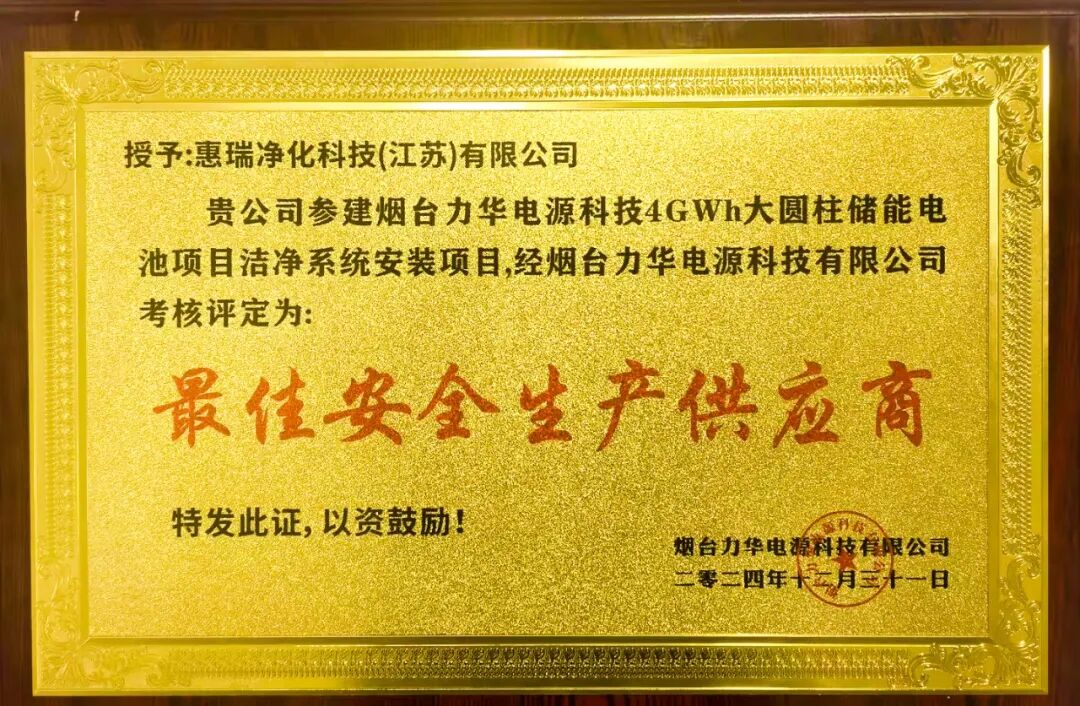 授予:惠瑞净化科技(江苏)有限公司
贵公司参建烟台力华电源科技4GWh大圆柱储能电
池项目洁净系统安装项目,经烟台力华电源科技有限公司
考核评定为:
最佳安全生产供应商
特发此证,以资鼓励!
烟台力华电源科技有限公司
二零二四年十二月三十一日